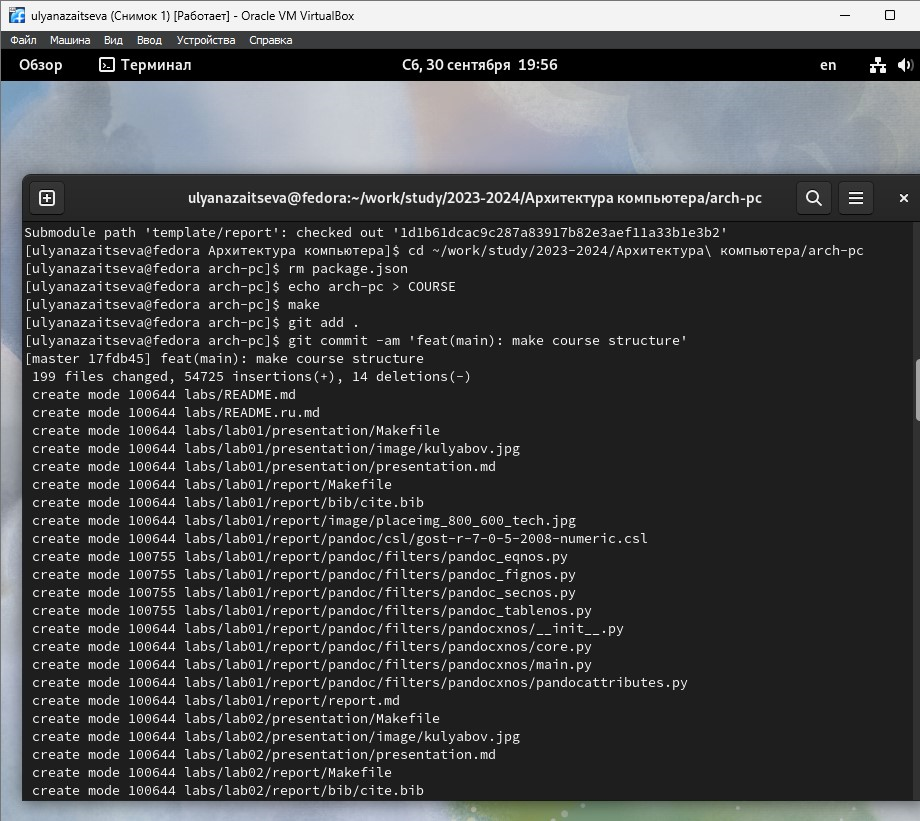 ulyanazaitseva (Снимок 1) [Работает] - Oracle VM VirtualBox
Файл Машина Вид Ввод Устройства Справка
Обзор Терминал Сб, 30 сентября 19:56 en
ulyanazaitseva@fedora:~/work/study/2023-2024/Архитектура компьютера/arch-pc
Submodule path 'template/report': checked out '1d1b61dcac9c287a83917b82e3aef11a33b1e3b2'
[ulyanazaitseva@fedora Архитектура компьютера]$ cd ~/work/study/2023-2024/Архитектура\ компьютера/arch-pc
[ulyanazaitseva@fedora arch-pc]$ rm package.json
[ulyanazaitseva@fedora arch-pc]$ echo arch-pc > COURSE
[ulyanazaitseva@fedora arch-pc]$ make
[ulyanazaitseva@fedora arch-pc]$ git add .
[ulyanazaitseva@fedora arch-pc]$ git commit -am 'feat(main): make course structure'
[master 17fdb45] feat(main): make course structure
199 files changed, 54725 insertions(+), 14 deletions(-)
create mode 100644 labs/README.md
create mode 100644 labs/README.ru.md
create mode 100644 labs/lab01/presentation/Makefile
create mode 100644 labs/lab01/presentation/image/kulyabov.jpg
create mode 100644 labs/lab01/presentation/presentation.md
create mode 100644 labs/lab01/report/Makefile
create mode 100644 labs/lab01/report/bib/cite.bib
create mode 100644 labs/lab01/report/image/placeimg_800_600_tech.jpg
create mode 100644 labs/lab01/report/pandoc/csl/gost-r-7-0-5-2008-numeric.csl
create mode 100755 labs/lab01/report/pandoc/filters/pandoc_eqnos.py
create mode 100755 labs/lab01/report/pandoc/filters/pandoc_fignos.py
create mode 100755 labs/lab01/report/pandoc/filters/pandoc_secnos.py
create mode 100755 labs/lab01/report/pandoc/filters/pandoc_tablenos.py
create mode 100644 labs/lab01/report/pandoc/filters/pandocxnos/__init__.py
create mode 100644 labs/lab01/report/pandoc/filters/pandocxnos/core.py
create mode 100644 labs/lab01/report/pandoc/filters/pandocxnos/main.py
create mode 100644 labs/lab01/report/pandoc/filters/pandocxnos/pandocattributes.py
create mode 100644 labs/lab01/report/report.md
create mode 100644 labs/lab02/presentation/Makefile
create mode 100644 labs/lab02/presentation/image/kulyabov.jpg
create mode 100644 labs/lab02/presentation/presentation.md
create mode 100644 labs/lab02/report/Makefile
create mode 100644 labs/lab02/report/bib/cite.bib